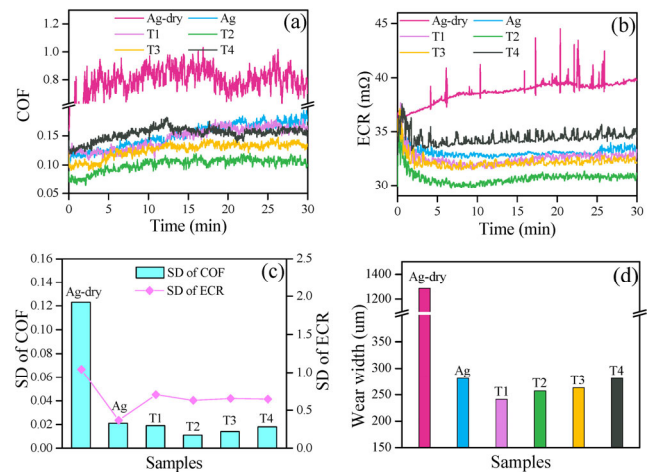 (a)
Ag-dry Ag
T1 T2
T3 T4
COF
1.0
0.8
0.15
0.10
0.05
0 5 10 15 20 25 30
Time (min)
(b)
Ag-dry Ag
T1 T2
T3 T4
ECR (mΩ)
45
40
35
30
0 5 10 15 20 25 30
Time (min)
(c)
SD of COF
SD of ECR
SD of COF
0.16
0.14
0.12
0.10
0.08
0.06
0.04
0.02
0.00
Ag-dry
Ag
T1
T2
T3
T4
2.5
2.0
1.5
1.0
0.5
0.0
SD of ECR
Samples
(d)
Wear width (um)
1400
1200
300
250
200
150
Ag-dry
Ag
T1
T2
T3
T4
Samples